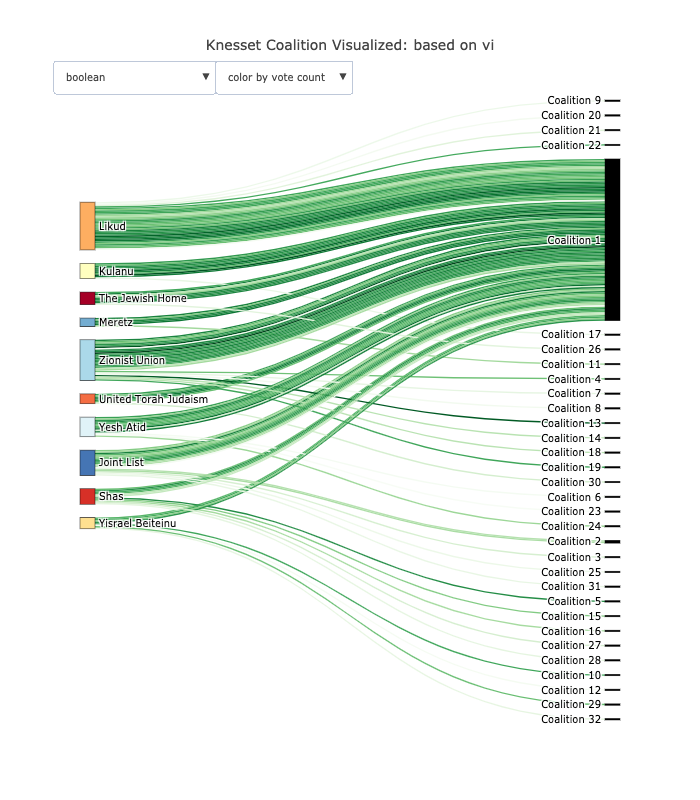 Knesset Coalition Visualized: based on vi
boolean ▼
color by vote count ▼
Coalition 9
Coalition 20
Coalition 21
Coalition 22
Likud
Coalition 1
Kulanu
The Jewish Home
Meretz
Coalition 17
Coalition 26
Zionist Union
Coalition 11
Coalition 4
Coalition 7
United Torah Judaism
Coalition 8
Coalition 13
Yesh Atid
Coalition 14
Coalition 18
Joint List
Coalition 19
Coalition 30
Shas
Coalition 6
Coalition 23
Yisrael Beiteinu
Coalition 24
Coalition 2
Coalition 3
Coalition 25
Coalition 31
Coalition 5
Coalition 15
Coalition 16
Coalition 27
Coalition 28
Coalition 10
Coalition 12
Coalition 29
Coalition 32